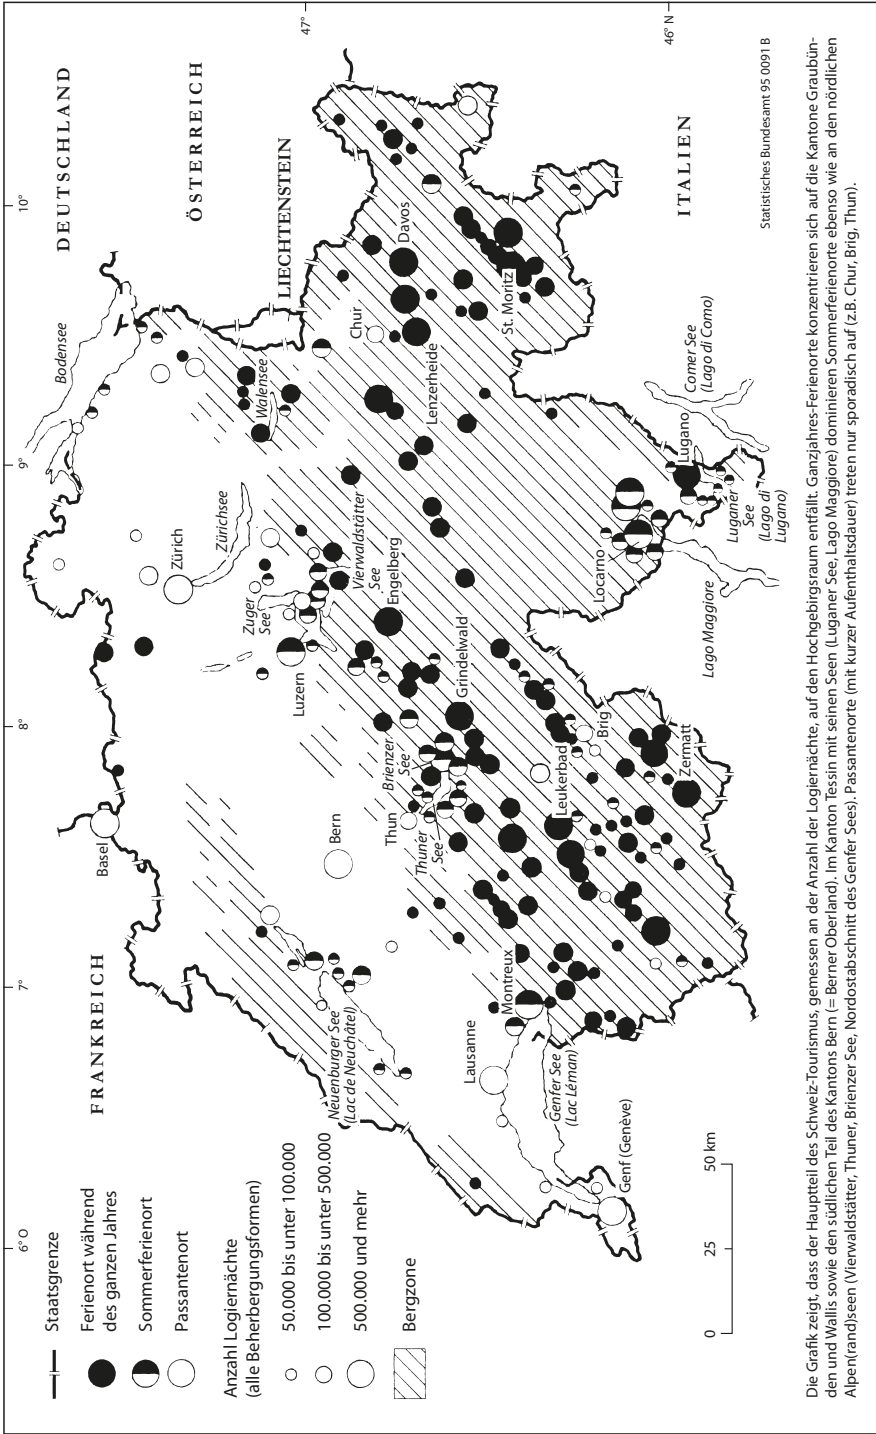 6° O
7°
8°
9°
10°
47°
46° N
FRANKREICH
DEUTSCHLAND
ÖSTERREICH
LIECHTENSTEIN
ITALIEN
Bodensee
Basel
Zürich
Zürichsee
Walensee
Zuger
See
Luzern
Vierwaldstätter
See
Bern
Neuenburger See
(Lac de Neuchâtel)
Thun
Thuner
See
Brienzer
See
Engelberg
Grindelwald
Chur
Davos
Lenzerheide
St. Moritz
Lausanne
Montreux
Genfer See
(Lac Léman)
Genf (Genève)
Leukerbad
Brig
Zermatt
Locarno
Lago Maggiore
Lugano
Luganer
See
(Lago di
Lugano)
Comer See
(Lago di Como)
Staatsgrenze
Ferienort während
des ganzen Jahres
Sommerferienort
Passantenort
Anzahl Logiernächte
(alle Beherbergungsformen)
50.000 bis unter 100.000
100.000 bis unter 500.000
500.000 und mehr
Bergzone
0 25 50 km
Statistisches Bundesamt 95 0091 B
Die Grafik zeigt, dass der Hauptteil des Schweiz-Tourismus, gemessen an der Anzahl der Logiernächte, auf den Hochgebirgsraum entfällt. Ganzjahres-Ferienorte konzentrieren sich auf die Kantone Graubün-
den und Wallis sowie den südlichen Teil des Kantons Bern (= Berner Oberland). Im Kanton Tessin mit seinen Seen (Luganer See, Lago Maggiore) dominieren Sommerferienorte ebenso wie an den nördlichen
Alpen(rand)seen (Vierwaldstätter, Thuner, Brienzer See, Nordostabschnitt des Genfer Sees). Passantenorte (mit kurzer Aufenthaltsdauer) treten nur sporadisch auf (z.B. Chur, Brig, Thun).